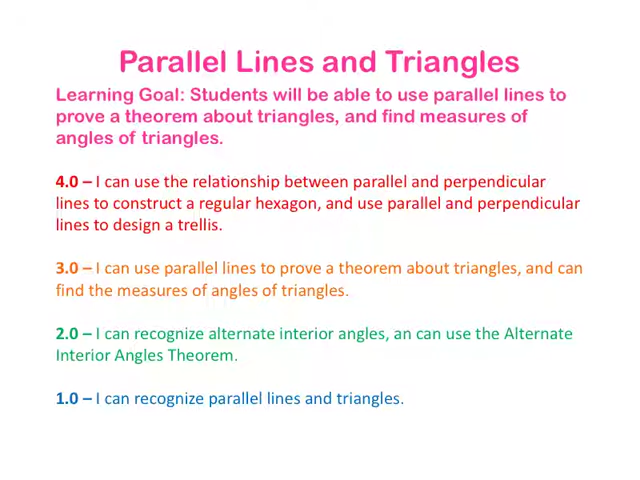 Parallel Lines and Triangles
Learning Goal: Students will be able to use parallel lines to
prove a theorem about triangles, and find measures of
angles of triangles.
4.0 – I can use the relationship between parallel and perpendicular
lines to construct a regular hexagon, and use parallel and perpendicular
lines to design a trellis.
3.0 – I can use parallel lines to prove a theorem about triangles, and can
find the measures of angles of triangles.
2.0 – I can recognize alternate interior angles, an can use the Alternate
Interior Angles Theorem.
1.0 – I can recognize parallel lines and triangles.